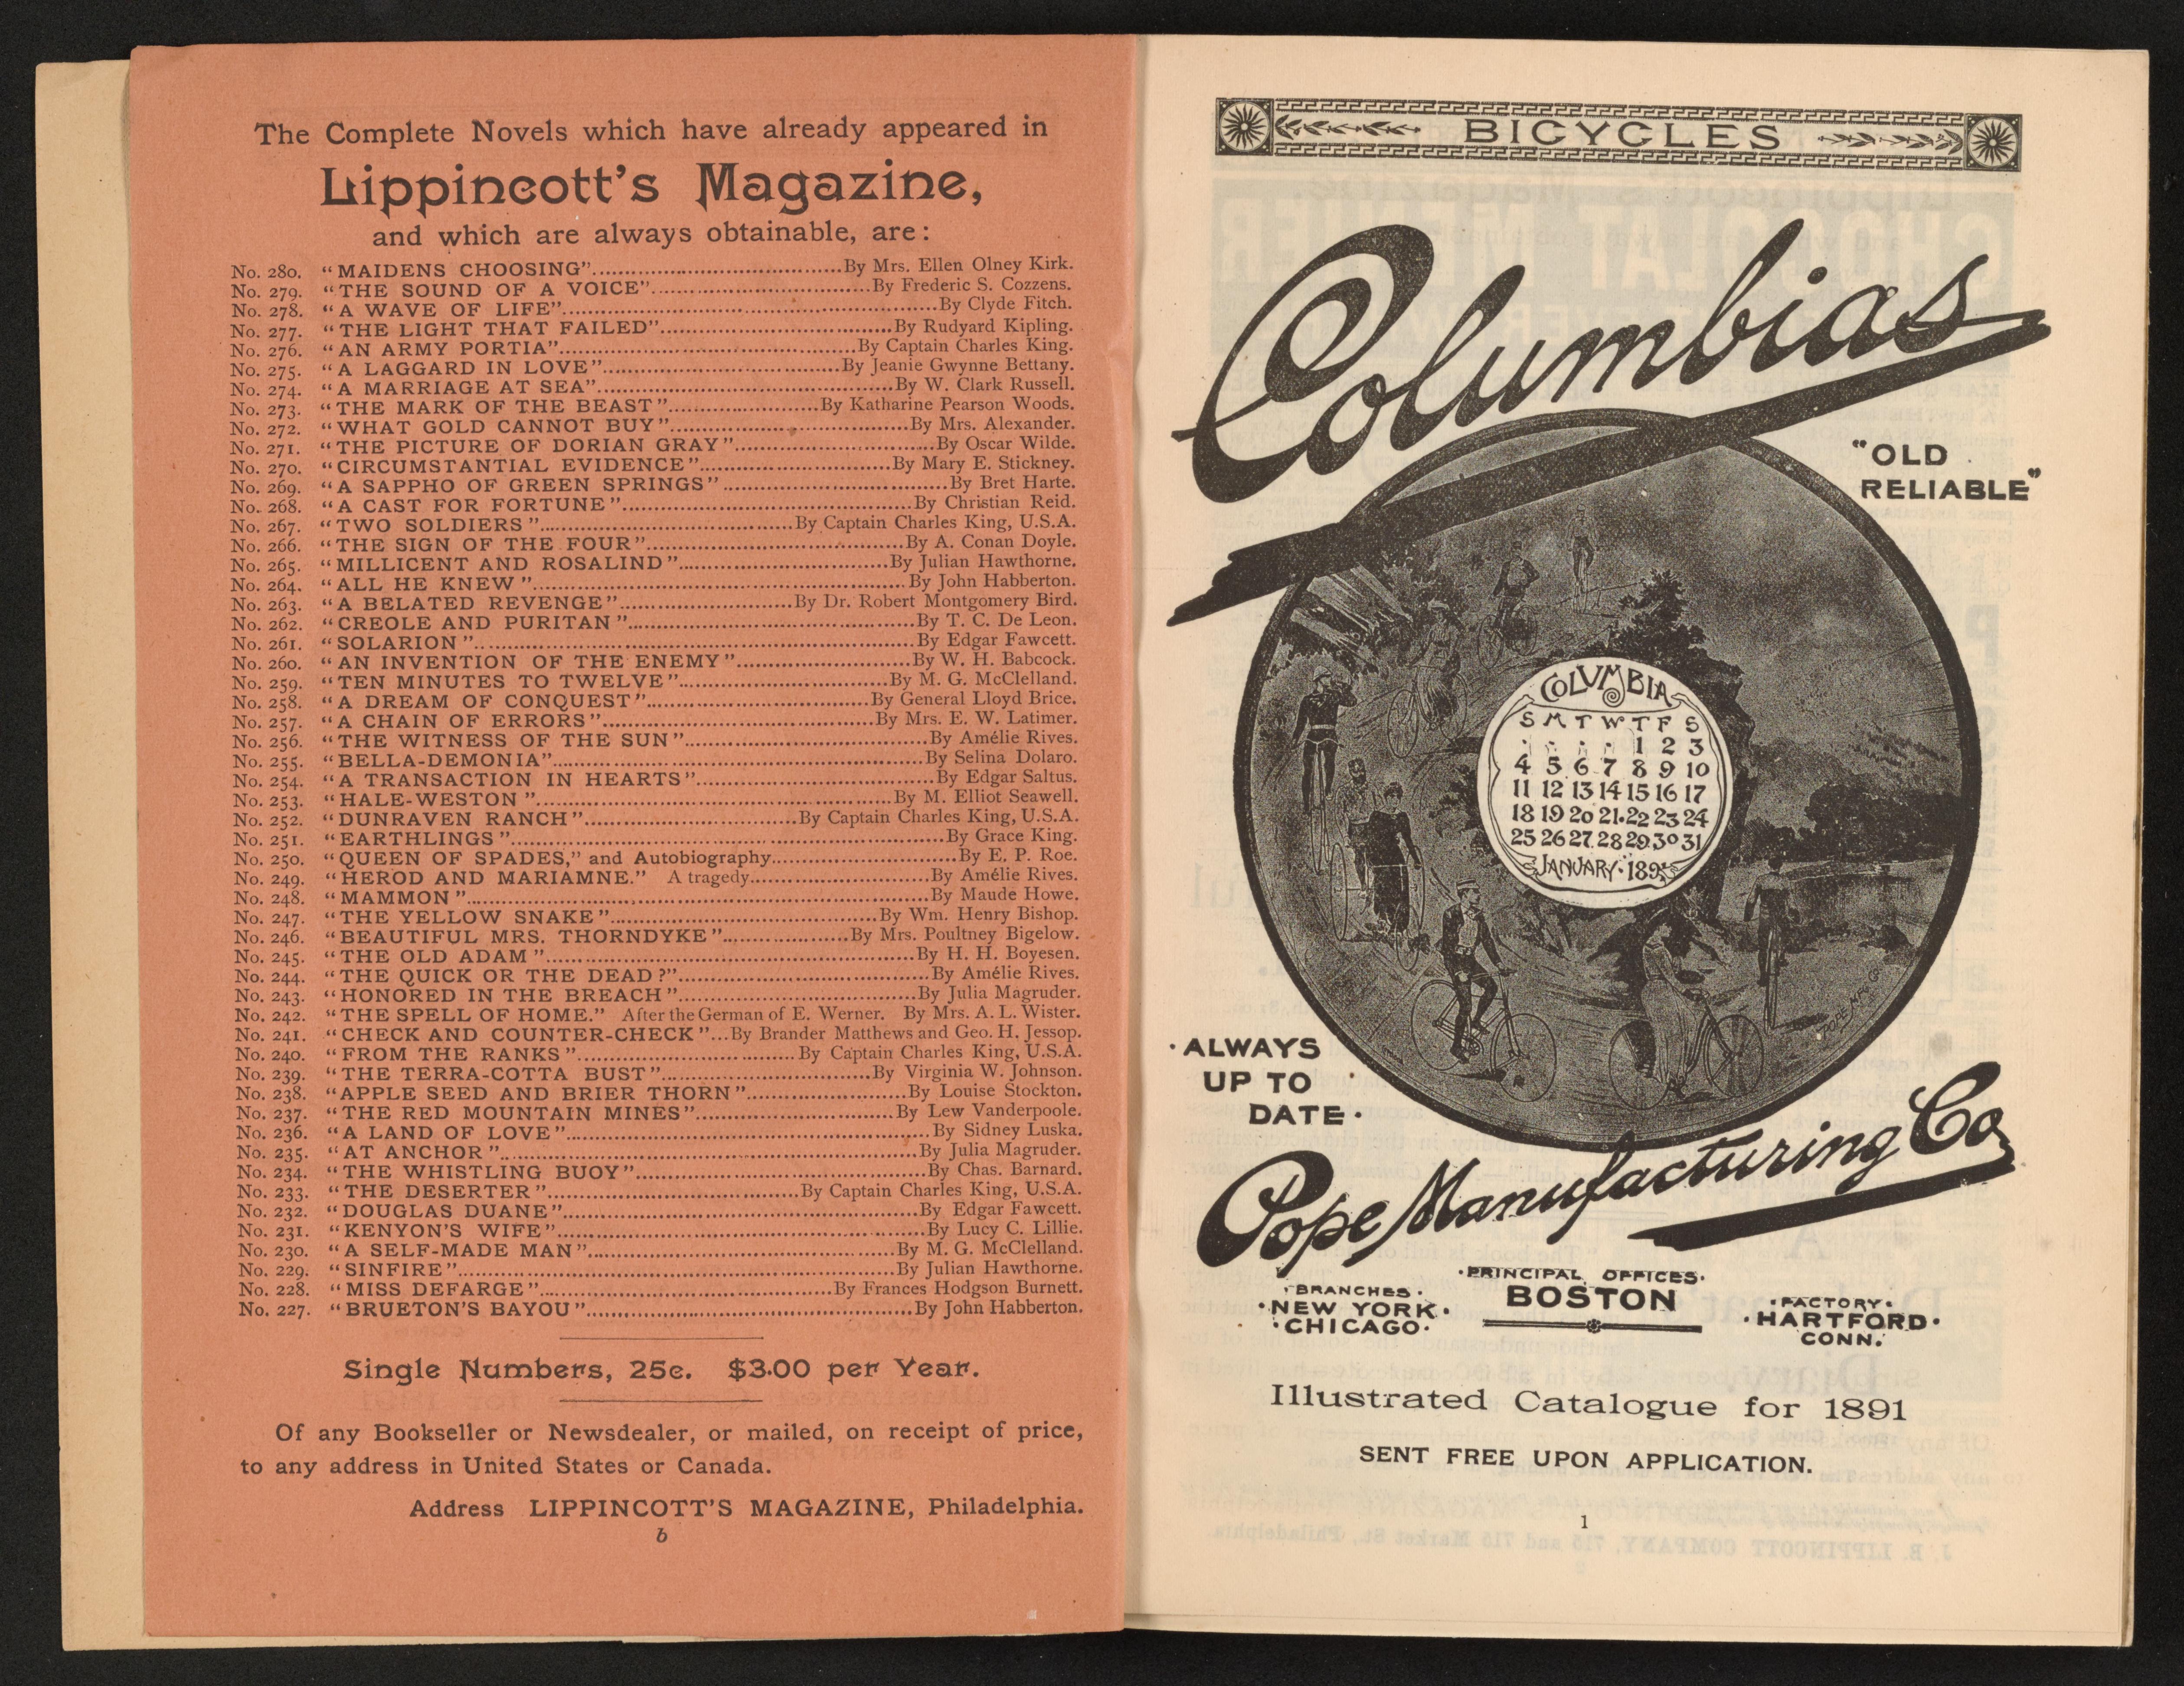 The Complete Novels which have already appeared in
Lippincott's Magazine,
and which are always obtainable, are:
No. 280. "MAIDENS CHOOSING"........By Mrs. Ellen Olney Kirk.
No. 279. "THE SOUND OF A VOICE"........By Frederic S. Cozzens.
No. 278. "A WAVE OF LIFE"........By Clyde Fitch.
No. 277. "THE LIGHT THAT FAILED"........By Rudyard Kipling.
No. 276. "AN ARMY PORTIA"........By Captain Charles King.
No. 275. "A LAGGARD IN LOVE"........By Jeanie Gwynne Bettany.
No. 274. "A MARRIAGE AT SEA"........By W. Clark Russell.
No. 273. "THE MARK OF THE BEAST"........By Katharine Pearson Woods.
No. 272. "WHAT GOLD CANNOT BUY"........By Mrs. Alexander.
No. 271. "THE PICTURE OF DORIAN GRAY"........By Oscar Wilde.
No. 270. "CIRCUMSTANTIAL EVIDENCE"........By Mary E. Stickney.
No. 269. "A SAPPHO OF GREEN SPRINGS"........By Bret Harte.
No. 268. "A CAST FOR FORTUNE"........By Christian Reid.
No. 267. "TWO SOLDIERS"........By Captain Charles King, U.S.A.
No. 266. "THE SIGN OF THE FOUR"........By A. Conan Doyle.
No. 265. "MILLICENT AND ROSALIND"........By Julian Hawthorne.
No. 264. "ALL HE KNEW"........By John Habberton.
No. 263. "A BELATED REVENGE"........By Dr. Robert Montgomery Bird.
No. 262. "CREOLE AND PURITAN"........By T. C. De Leon.
No. 261. "SOLARION"........By Edgar Fawcett.
No. 260. "AN INVENTION OF THE ENEMY"........By W. H. Babcock.
No. 259. "TEN MINUTES TO TWELVE"........By M. G. McClelland.
No. 258. "A DREAM OF CONQUEST"........By General Lloyd Brice.
No. 257. "A CHAIN OF ERRORS"........By Mrs. E. W. Latimer.
No. 256. "THE WITNESS OF THE SUN"........By Amélie Rives.
No. 255. "BELLA-DEMONIA"........By Selina Dolaro.
No. 254. "A TRANSACTION IN HEARTS"........By Edgar Saltus.
No. 253. "HALE-WESTON"........By M. Elliot Seawell.
No. 252. "DUNRAVEN RANCH"........By Captain Charles King, U.S.A.
No. 251. "EARTHLINGS"........By Grace King.
No. 250. "QUEEN OF SPADES," and Autobiography........By E. P. Roe.
No. 249. "HEROD AND MARIAMNE." A tragedy........By Amélie Rives.
No. 248. "MAMMON"........By Maude Howe.
No. 247. "THE YELLOW SNAKE"........By Wm. Henry Bishop.
No. 246. "BEAUTIFUL MRS. THORNDYKE"........By Mrs. Poultney Bigelow.
No. 245. "THE OLD ADAM"........By H. H. Boyesen.
No. 244. "THE QUICK OR THE DEAD?"........By Amélie Rives.
No. 243. "HONORED IN THE BREACH"........By Julia Magruder.
No. 242. "THE SPELL OF HOME." After the German of E. Werner. By Mrs. A. L. Wister.
No. 241. "CHECK AND COUNTER-CHECK"...By Brander Matthews and Geo. H. Jessop.
No. 240. "FROM THE RANKS"........By Captain Charles King, U.S.A.
No. 239. "THE TERRA-COTTA BUST"........By Virginia W. Johnson.
No. 238. "APPLE SEED AND BRIER THORN"........By Louise Stockton.
No. 237. "THE RED MOUNTAIN MINES"........By Lew Vanderpoole.
No. 236. "A LAND OF LOVE"........By Sidney Luska.
No. 235. "AT ANCHOR"........By Julia Magruder.
No. 234. "THE WHISTLING BUOY"........By Chas. Barnard.
No. 233. "THE DESERTER"........By Captain Charles King, U.S.A.
No. 232. "DOUGLAS DUANE"........By Edgar Fawcett.
No. 231. "KENYON'S WIFE"........By Lucy C. Lillie.
No. 230. "A SELF-MADE MAN"........By M. G. McClelland.
No. 229. "SINFIRE"........By Julian Hawthorne.
No. 228. "MISS DEFARGE"........By Frances Hodgson Burnett.
No. 227. "BRUETON'S BAYOU"........By John Habberton.
Single Numbers, 25c. $3.00 per Year.
Of any Bookseller or Newsdealer, or mailed, on receipt of price,
to any address in United States or Canada.
Address LIPPINCOTT'S MAGAZINE, Philadelphia.
b
BICYCLES
Columbias
"OLD
RELIABLE"
COLUMBIA
S M T W T F S
1 2 3
4 5 6 7 8 9 10
11 12 13 14 15 16 17
18 19 20 21 22 23 24
25 26 27 28 29 30 31
JANUARY · 1891
POPE MFG Co
· ALWAYS
UP TO
DATE ·
Pope Manufacturing Co.
· BRANCHES ·
· NEW YORK ·
· CHICAGO ·
· PRINCIPAL OFFICES ·
BOSTON
· FACTORY ·
· HARTFORD ·
CONN.
Illustrated Catalogue for 1891
SENT FREE UPON APPLICATION.
1